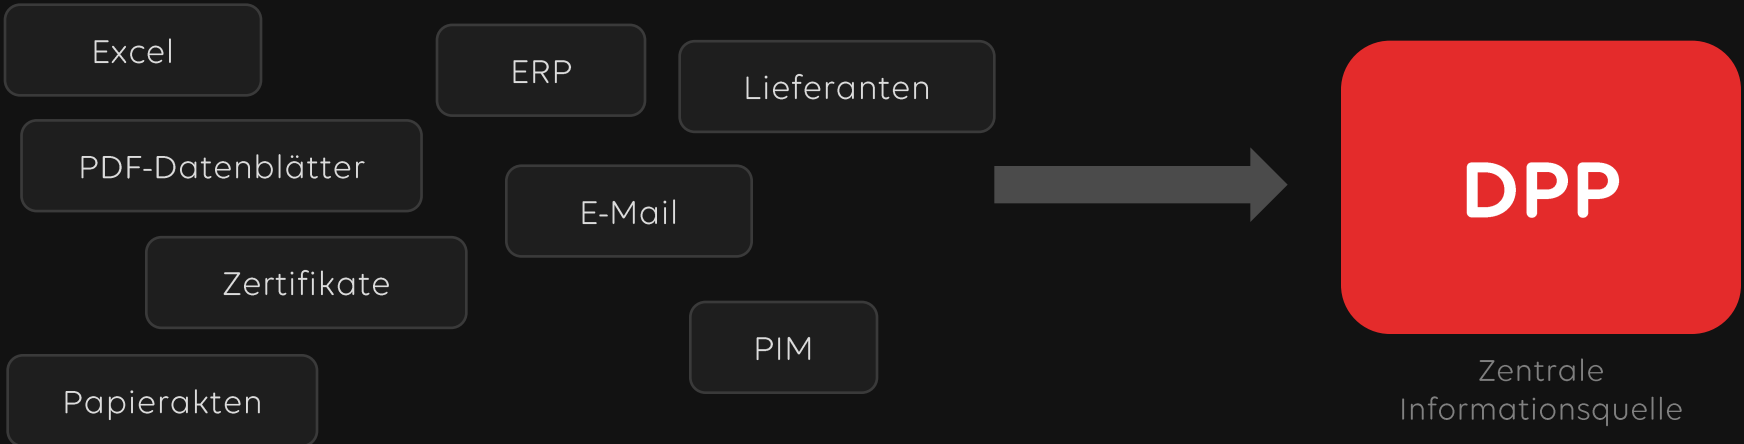 Excel
ERP
Lieferanten
PDF-Datenblätter
E-Mail
Zertifikate
PIM
Papierakten
DPP
Zentrale
Informationsquelle